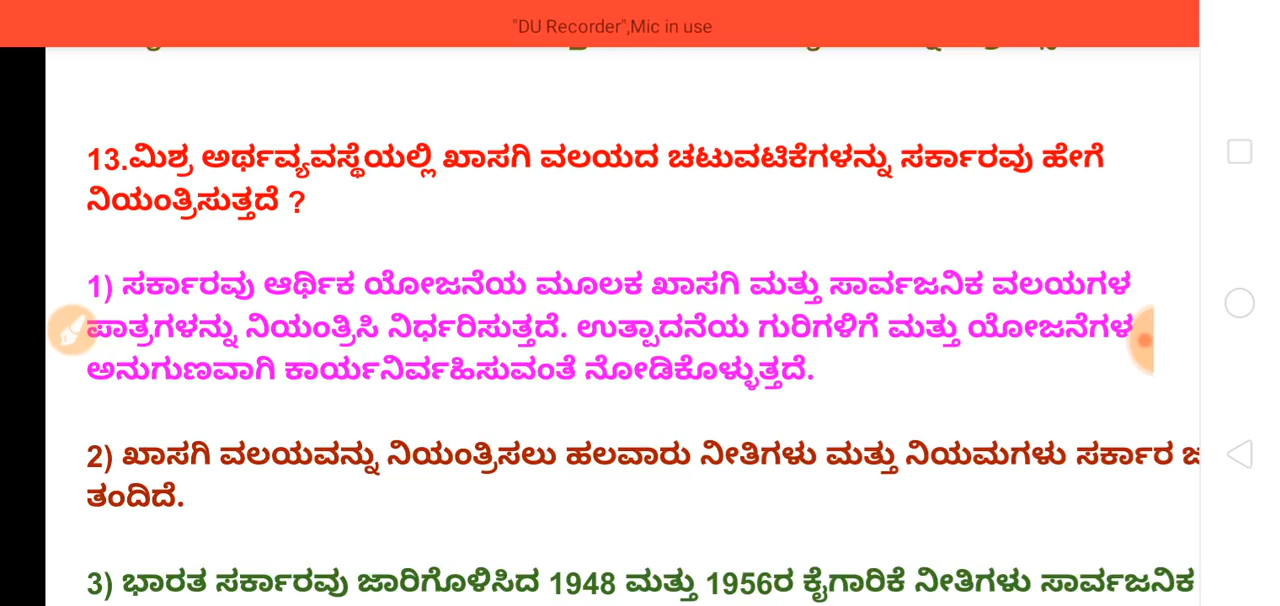 "DU Recorder",Mic in use
13.ಮಿಶ್ರ ಅರ್ಥವ್ಯವಸ್ಥೆಯಲ್ಲಿ ಖಾಸಗಿ ವಲಯದ ಚಟುವಟಿಕೆಗಳನ್ನು ಸರ್ಕಾರವು ಹೇಗೆ
ನಿಯಂತ್ರಿಸುತ್ತದೆ ?
1) ಸರ್ಕಾರವು ಆರ್ಥಿಕ ಯೋಜನೆಯ ಮೂಲಕ ಖಾಸಗಿ ಮತ್ತು ಸಾರ್ವಜನಿಕ ವಲಯಗಳ
ಪಾತ್ರಗಳನ್ನು ನಿಯಂತ್ರಿಸಿ ನಿರ್ಧರಿಸುತ್ತದೆ. ಉತ್ಪಾದನೆಯ ಗುರಿಗಳಿಗೆ ಮತ್ತು ಯೋಜನೆಗಳ
ಅನುಗುಣವಾಗಿ ಕಾರ್ಯನಿರ್ವಹಿಸುವಂತೆ ನೋಡಿಕೊಳ್ಳುತ್ತದೆ.
2) ಖಾಸಗಿ ವಲಯವನ್ನು ನಿಯಂತ್ರಿಸಲು ಹಲವಾರು ನೀತಿಗಳು ಮತ್ತು ನಿಯಮಗಳು ಸರ್ಕಾರ
ತಂದಿದೆ.
3) ಭಾರತ ಸರ್ಕಾರವು ಜಾರಿಗೊಳಿಸಿದ 1948 ಮತ್ತು 1956ರ ಕೈಗಾರಿಕೆ ನೀತಿಗಳು ಸಾರ್ವಜನಿಕ